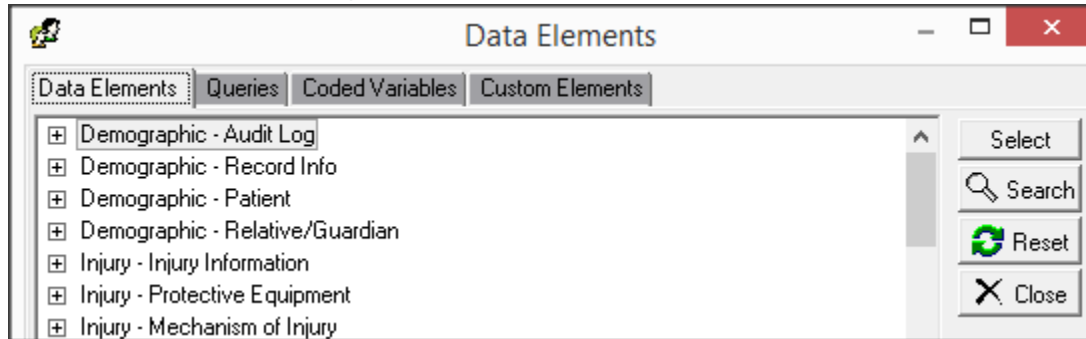 Data Elements
Data Elements Queries Coded Variables Custom Elements
Demographic - Audit Log
Demographic - Record Info
Demographic - Patient
Demographic - Relative/Guardian
Injury - Injury Information
Injury - Protective Equipment
Injury - Mechanism of Injury
Select
Search
Reset
Close